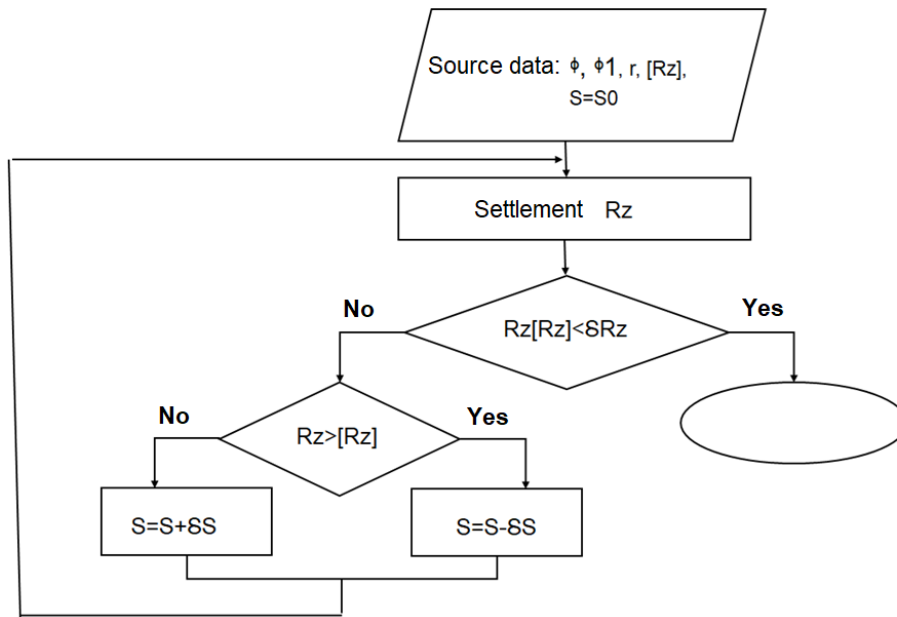 Source data: ϕ, ϕ1, r, [Rz],
S=S0
Settlement Rz
No
Yes
Rz[Rz]<δRz
No
Yes
Rz>[Rz]
S=S+δS
S=S-δS